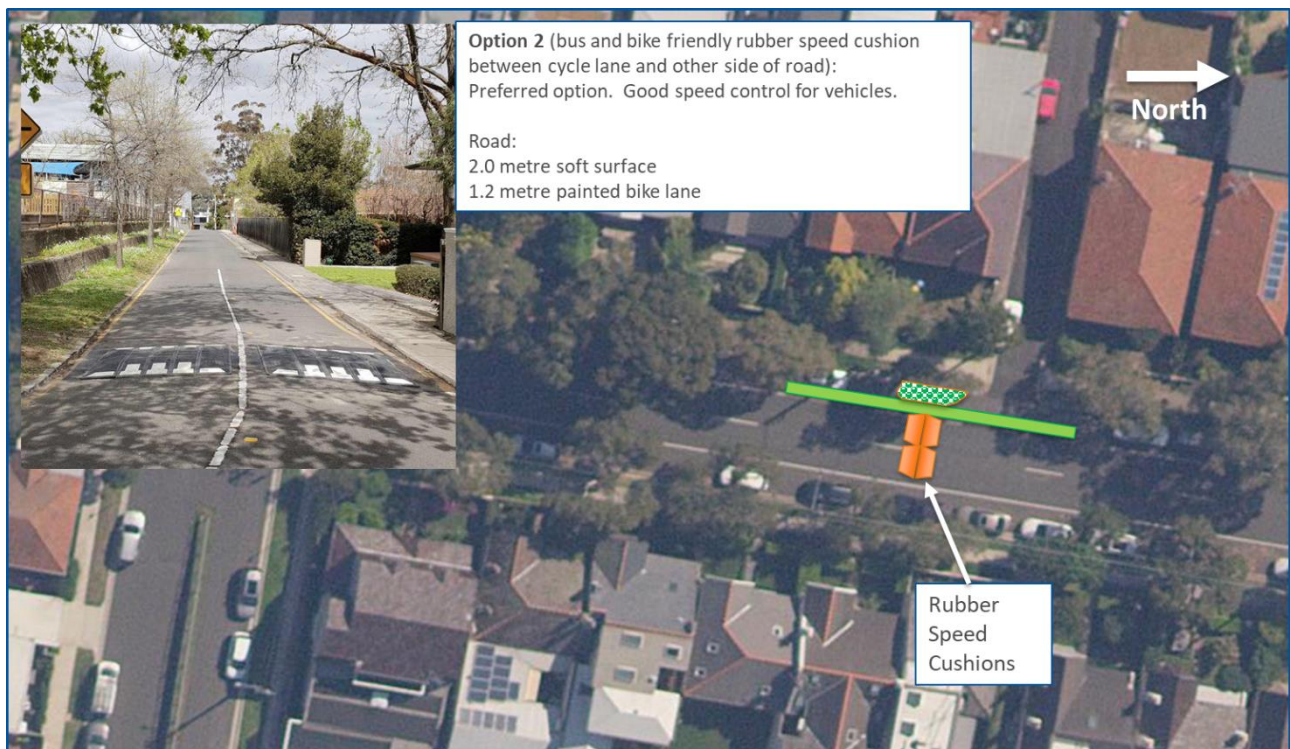 Option 2 (bus and bike friendly rubber speed cushion
between cycle lane and other side of road):
Preferred option.  Good speed control for vehicles.
Road:
2.0 metre soft surface
1.2 metre painted bike lane
North
Rubber
Speed
Cushions